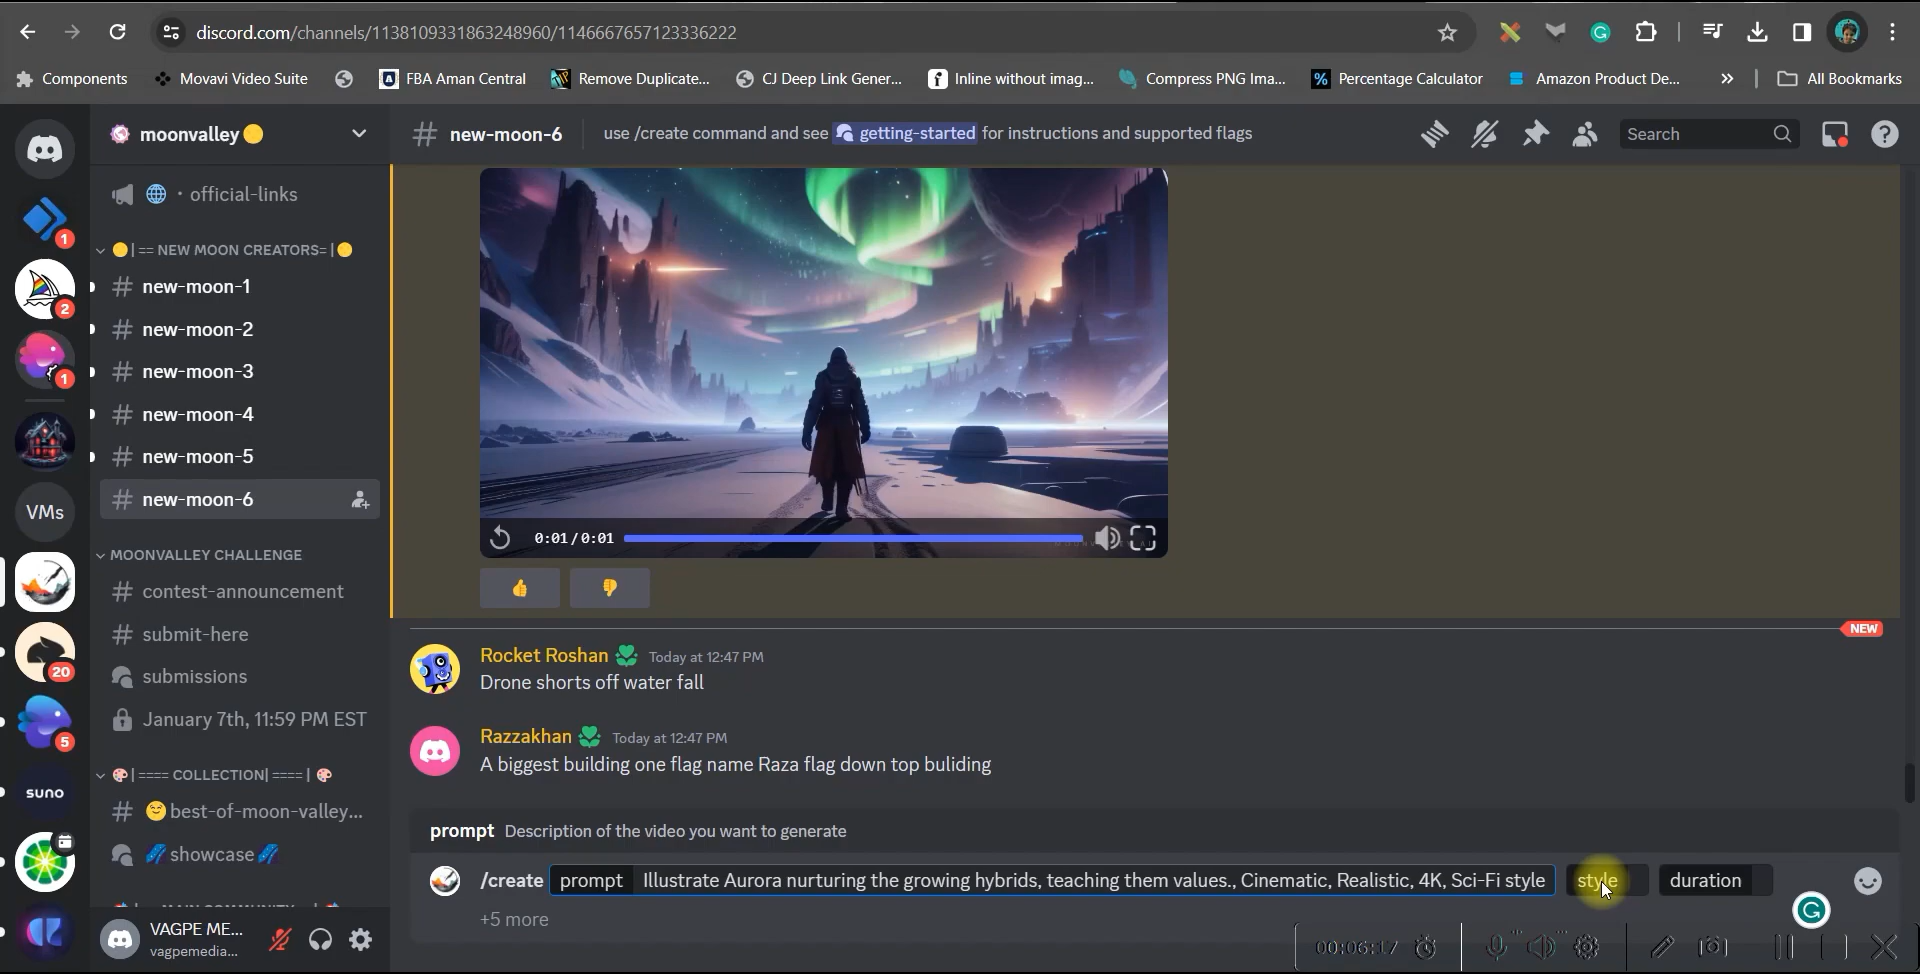 discord.com/channels/1138109331863248960/1146667657123336222
Components
Movavi Video Suite
FBA Aman Central
Remove Duplicate...
CJ Deep Link Gener...
Inline without imag...
Compress PNG Ima...
Percentage Calculator
Amazon Product De...
All Bookmarks
moonvalley
new-moon-6
use /create command and see getting-started for instructions and supported flags
Search
official-links
| == NEW MOON CREATORS= |
new-moon-1
new-moon-2
new-moon-3
new-moon-4
new-moon-5
new-moon-6
MOONVALLEY CHALLENGE
contest-announcement
submit-here
submissions
January 7th, 11:59 PM EST
| ==== COLLECTION| ==== |
best-of-moon-valley...
showcase
1
2
1
VMs
20
5
suno
VAGPE ME...
vagpemedia...
0:01/0:01
NEW
Rocket Roshan Today at 12:47 PM
Drone shorts off water fall
Razzakhan Today at 12:47 PM
A biggest building one flag name Raza flag down top buliding
prompt Description of the video you want to generate
/create prompt Illustrate Aurora nurturing the growing hybrids, teaching them values., Cinematic, Realistic, 4K, Sci-Fi style style duration
+5 more
00:06:17